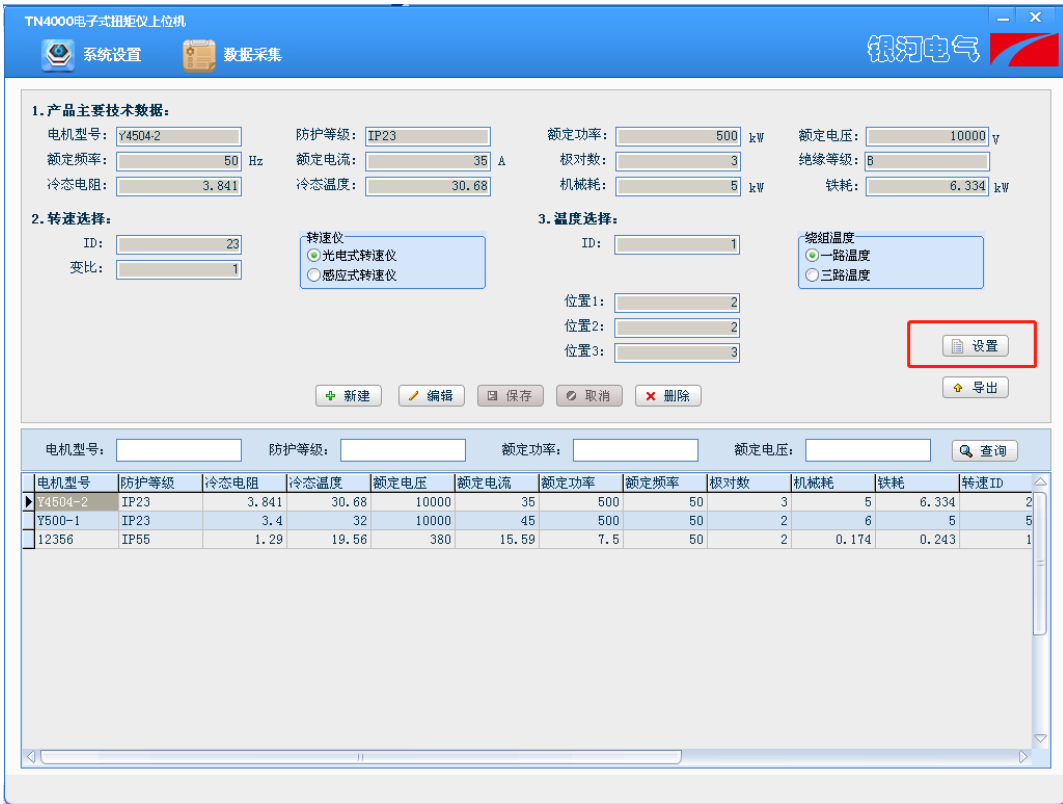 TN4000电子式扭矩仪上位机
系统设置 数据采集 银河电气
1.产品主要技术数据:
电机型号: Y4504-2 防护等级: IP23 额定功率: 500 kW 额定电压: 10000 V
额定频率: 50 Hz 额定电流: 35 A 极对数: 3 绝缘等级: B
冷态电阻: 3.841 冷态温度: 30.68 机械耗: 5 kW 铁耗: 6.334 kW
2.转速选择: 3.温度选择:
ID: 23 转速仪 ID: 1 绕组温度
光电式转速仪 一路温度
变比: 1 感应式转速仪 三路温度
位置1: 2
位置2: 2
位置3: 3 设置
新建 编辑 保存 取消 删除 导出
电机型号: 防护等级: 额定功率: 额定电压: 查询
电机型号 防护等级 冷态电阻 冷态温度 额定电压 额定电流 额定功率 额定频率 极对数 机械耗 铁耗 转速ID
Y4504-2 IP23 3.841 30.68 10000 35 500 50 3 5 6.334 2
Y500-1 IP23 3.4 32 10000 45 500 50 2 6 5 5
12356 IP55 1.29 19.56 380 15.59 7.5 50 2 0.174 0.243 1